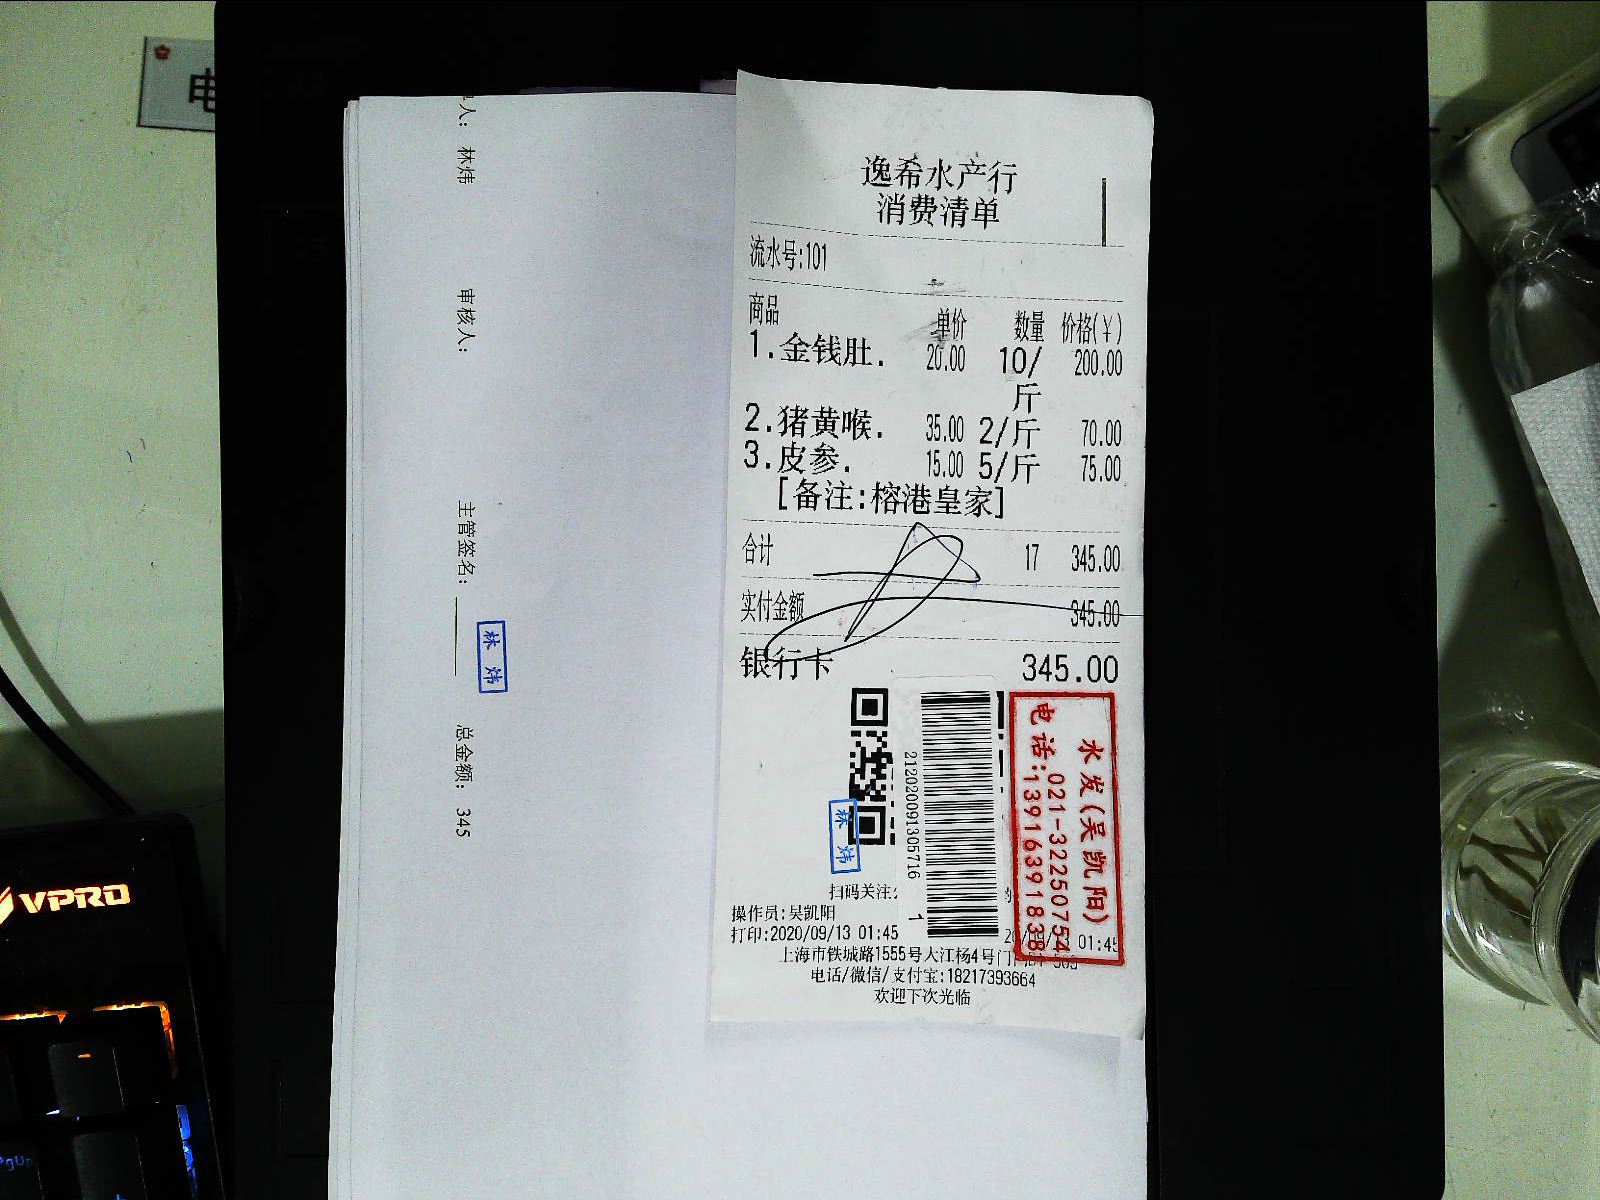 逸希水产行
消费清单
流水号:101
商品 单价 数量 价格(¥)
1.金钱肚. 20.00 10/斤 200.00
2.猪黄喉. 35.00 2/斤 70.00
3.皮参. 15.00 5/斤 75.00
[备注:榕港皇家]
合计 17 345.00
实付金额 345.00
银行卡 345.00
212020091305716
1
水发(吴凯阳)
电话:021-32250754
13916391838
林炜
扫码关注
操作员:吴凯阳
打印:2020/09/13 01:45
01:45
上海市铁城路1555号大江杨4号门
电话/微信/支付宝:18217393664
欢迎下次光临
人: 林炜
审核人:
主管签名:
林炜
总金额: 345
VPRO
PgUp
电